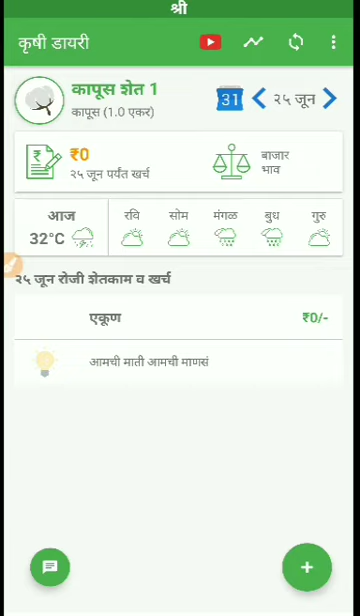 श्री
कृषी डायरी
कापूस शेत 1
कापूस (1.0 एकर)
31
२५ जून
₹0
२५ जून पर्यंत खर्च
बाजार
भाव
आज
32°C
रवि
सोम
मंगळ
बुध
गुरु
२५ जून रोजी शेतकाम व खर्च
एकूण
₹0/-
आमची माती आमची माणसं